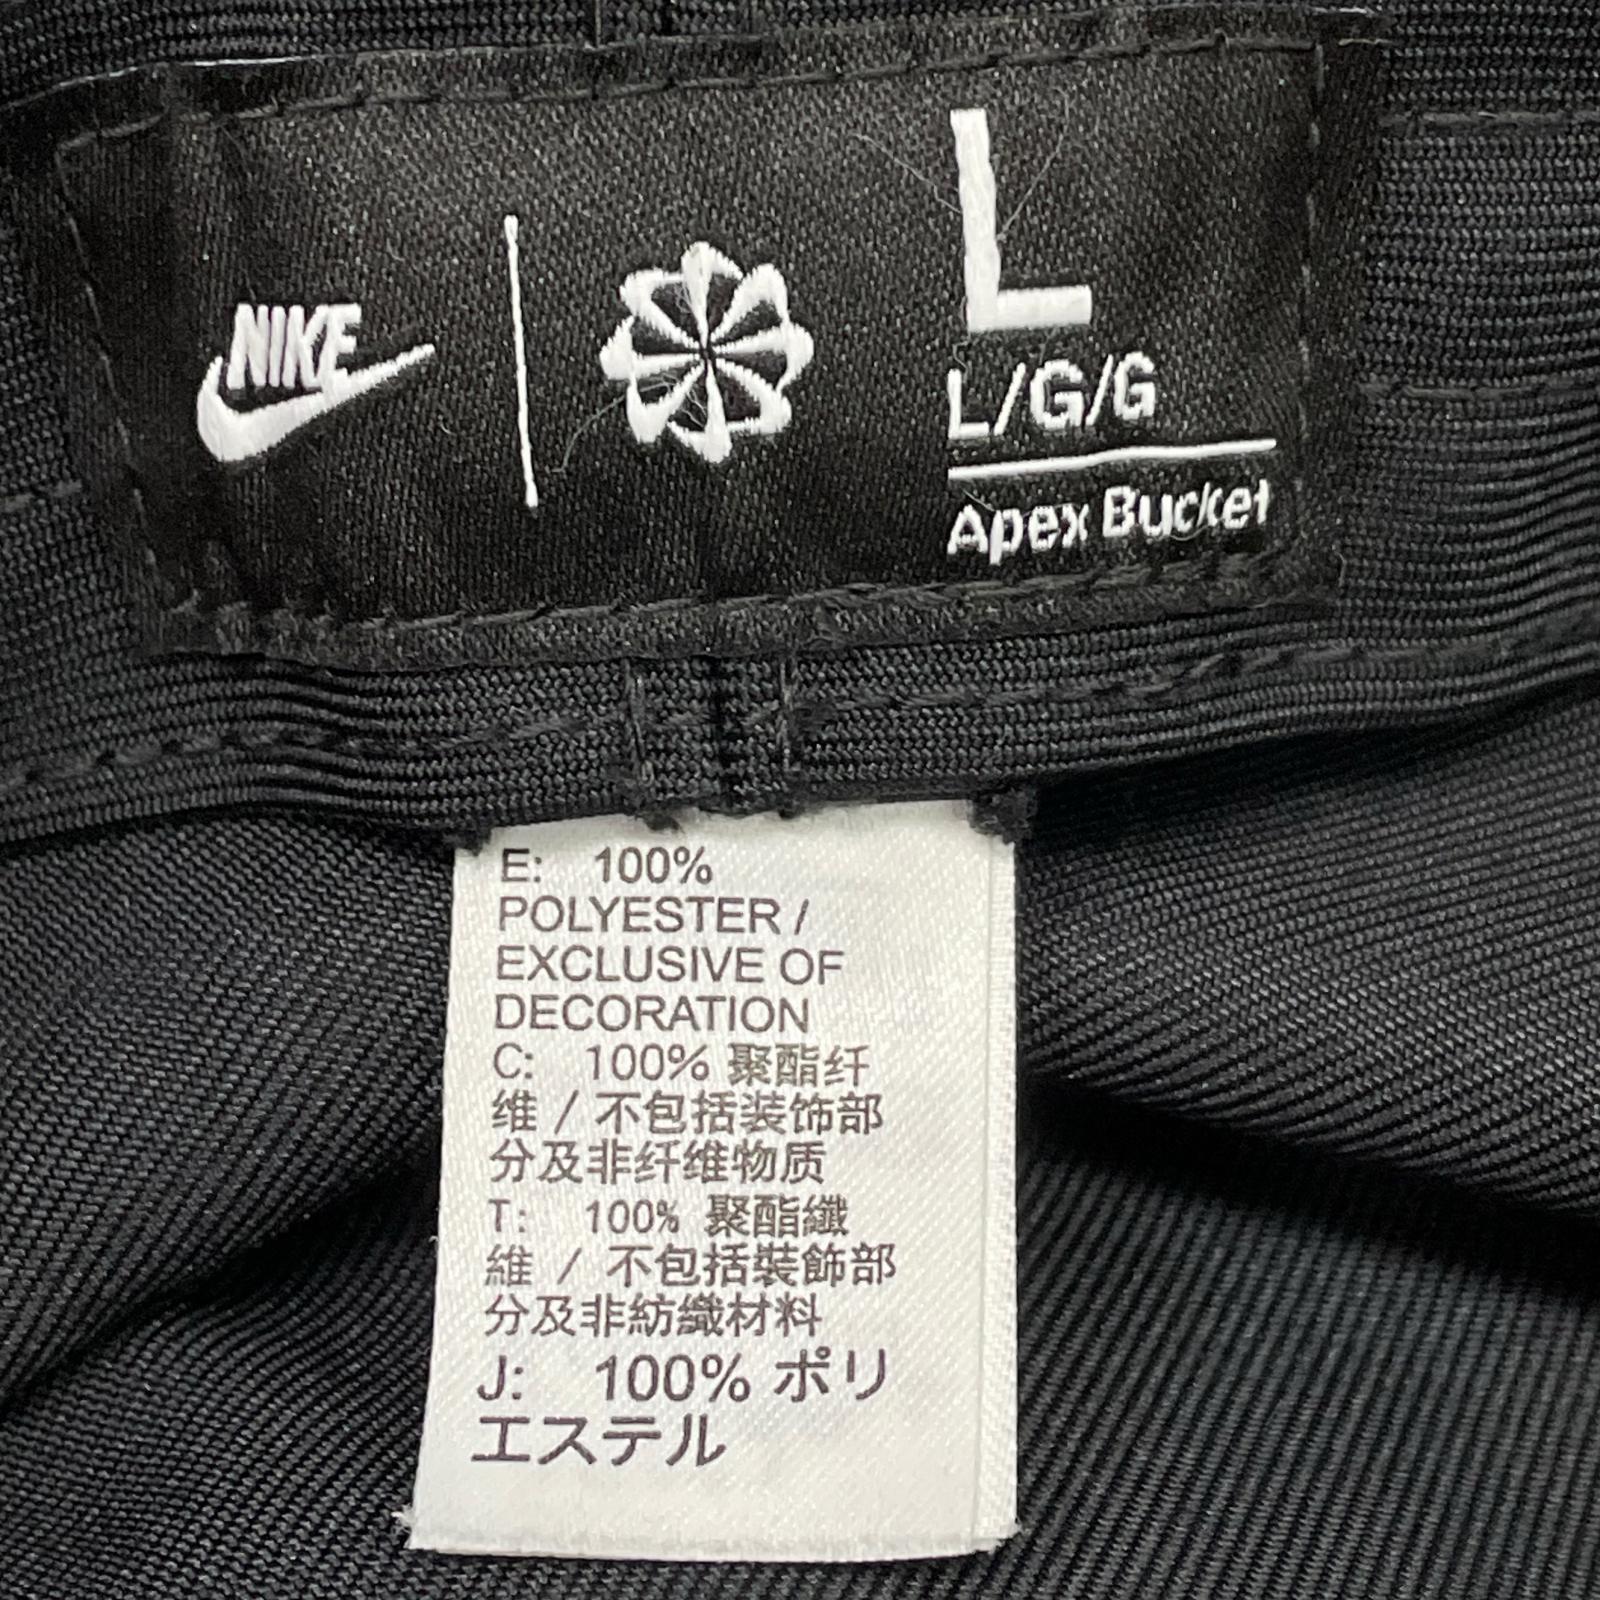 NIKE
L
L/G/G
Apex Bucket
E: 100%
POLYESTER /
EXCLUSIVE OF
DECORATION
C: 100% 聚酯纤
维 / 不包括装饰部
分及非纤维物质
T: 100% 聚酯纖
維 / 不包括裝飾部
分及非紡織材料
J: 100% ポリ
エステル